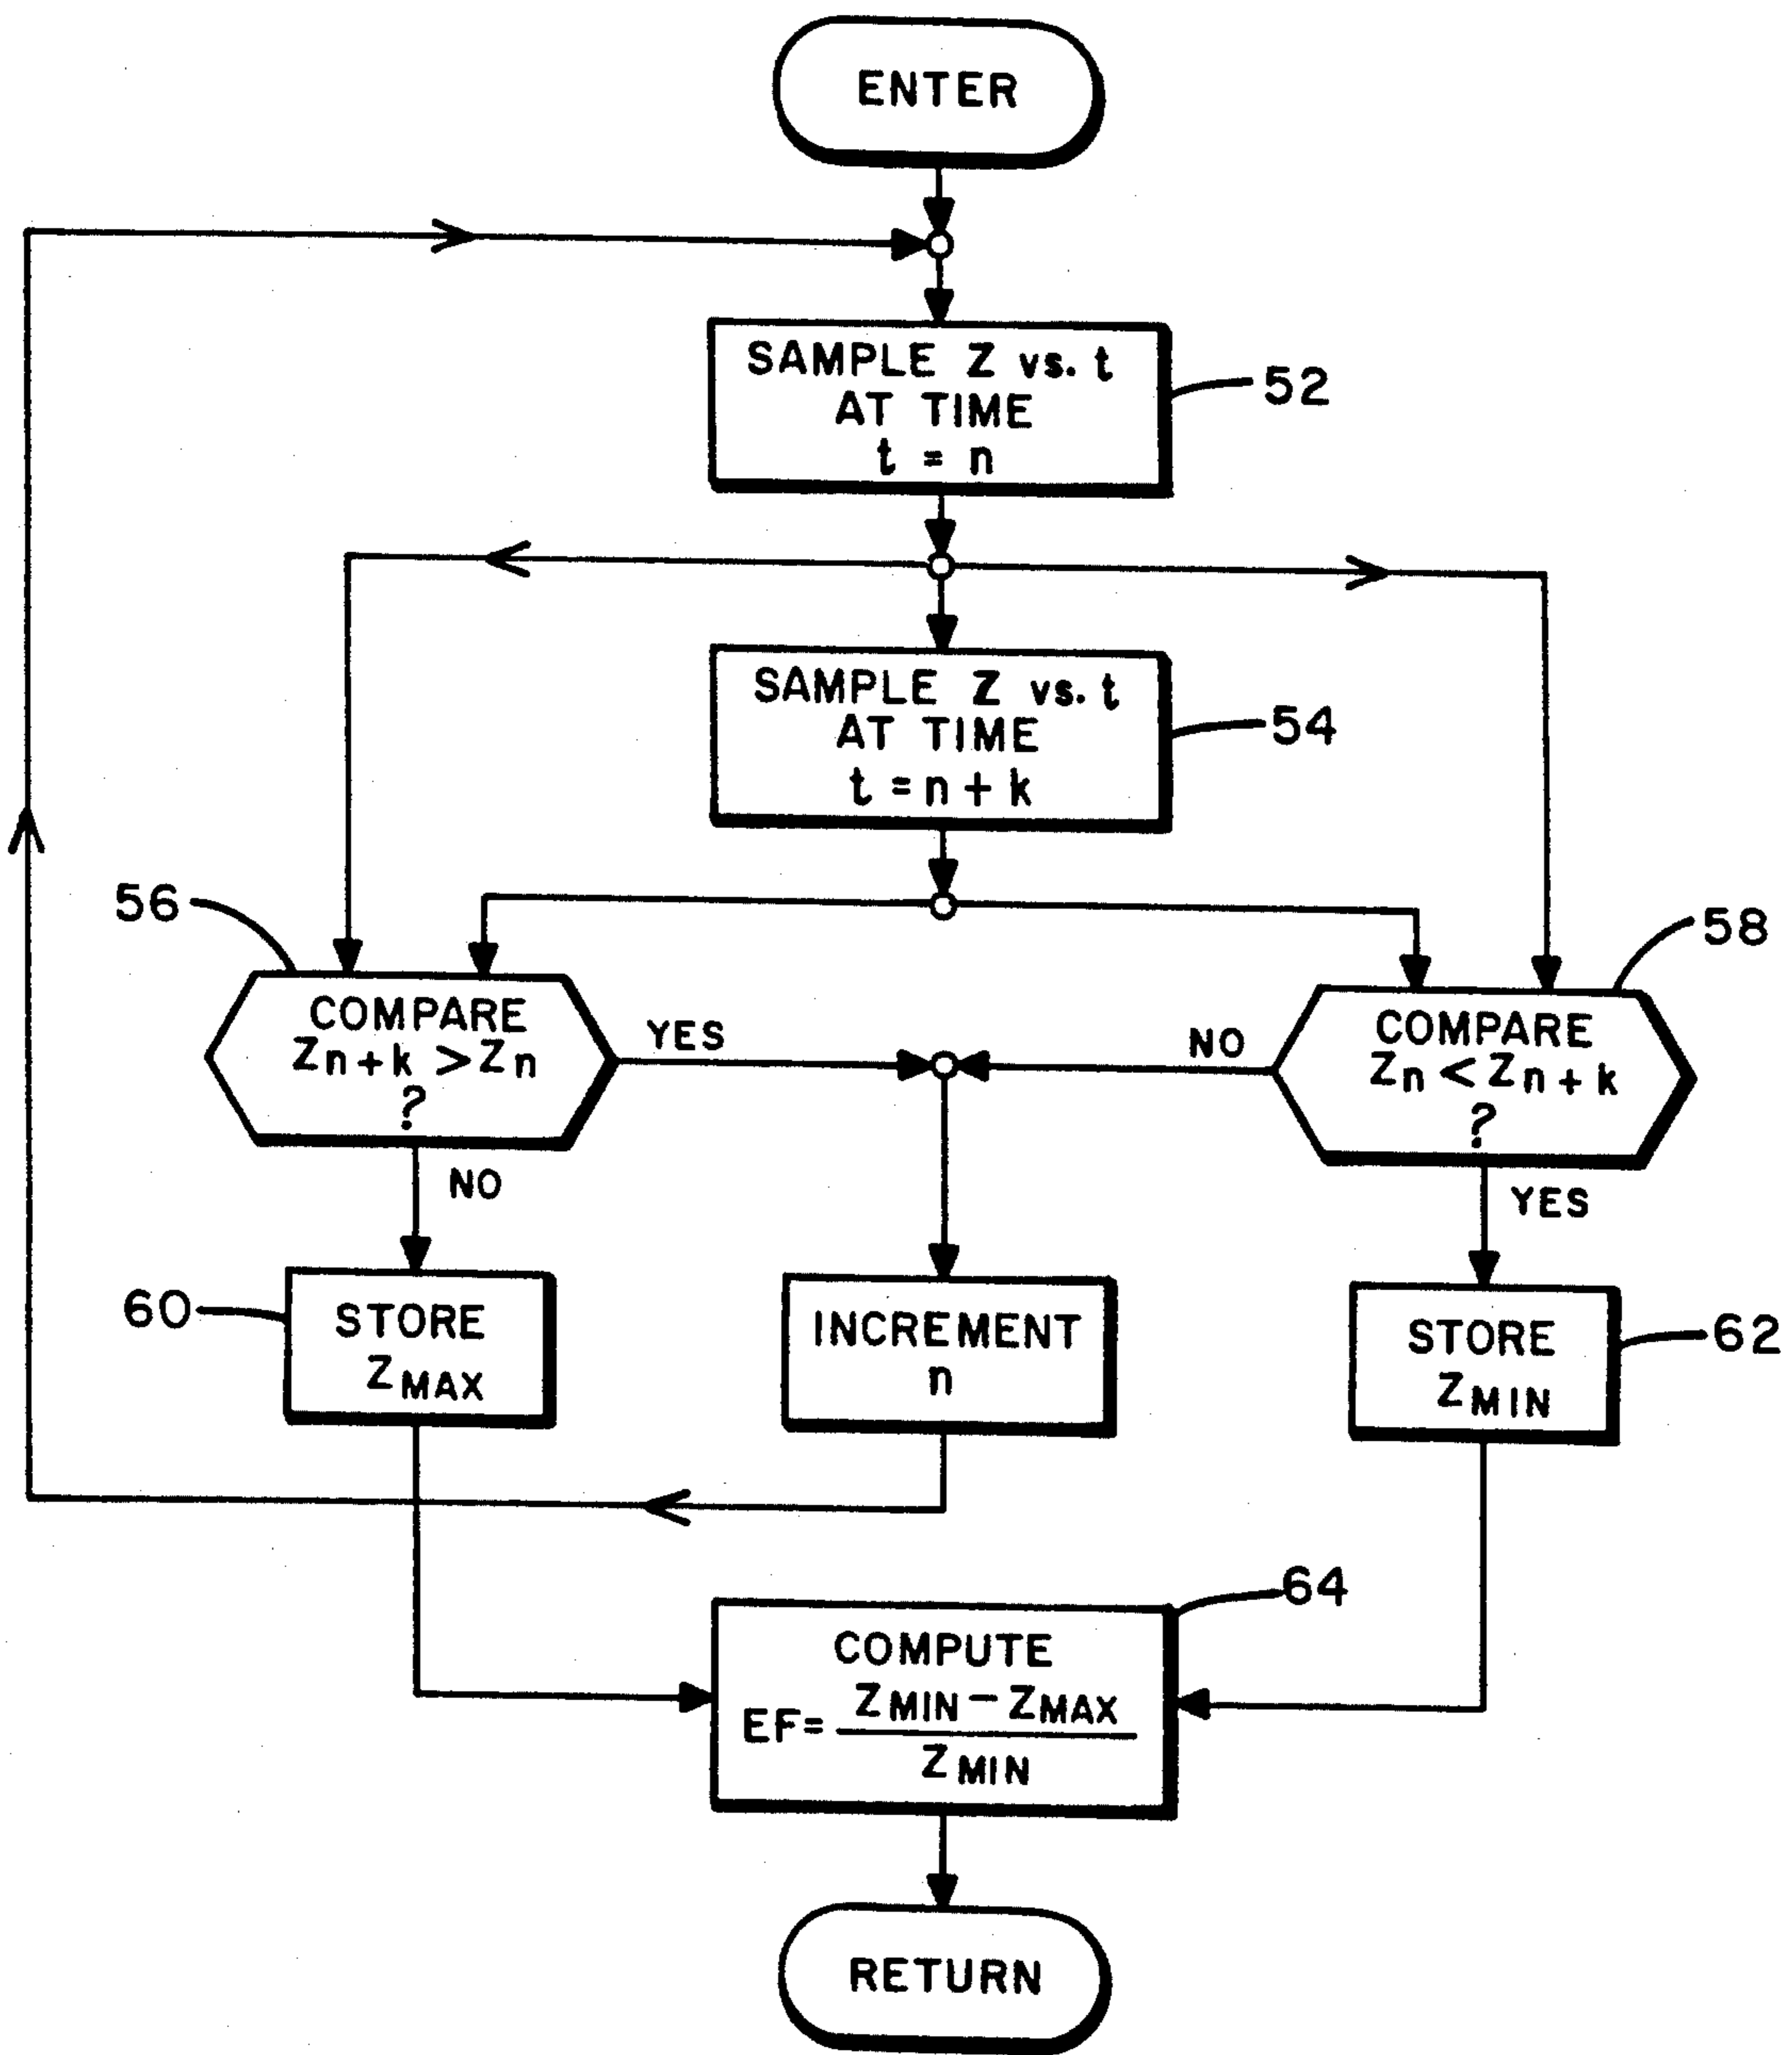 ENTER
SAMPLE Z vs. t
AT TIME
t = n
52
SAMPLE Z vs. t
AT TIME
t = n + k
54
56
COMPARE
Zn+k > Zn
?
YES
NO
58
COMPARE
Zn < Zn+k
?
NO
YES
60
STORE
ZMAX
INCREMENT
n
STORE
ZMIN
62
64
COMPUTE
EF= ZMIN - ZMAX
ZMIN
RETURN